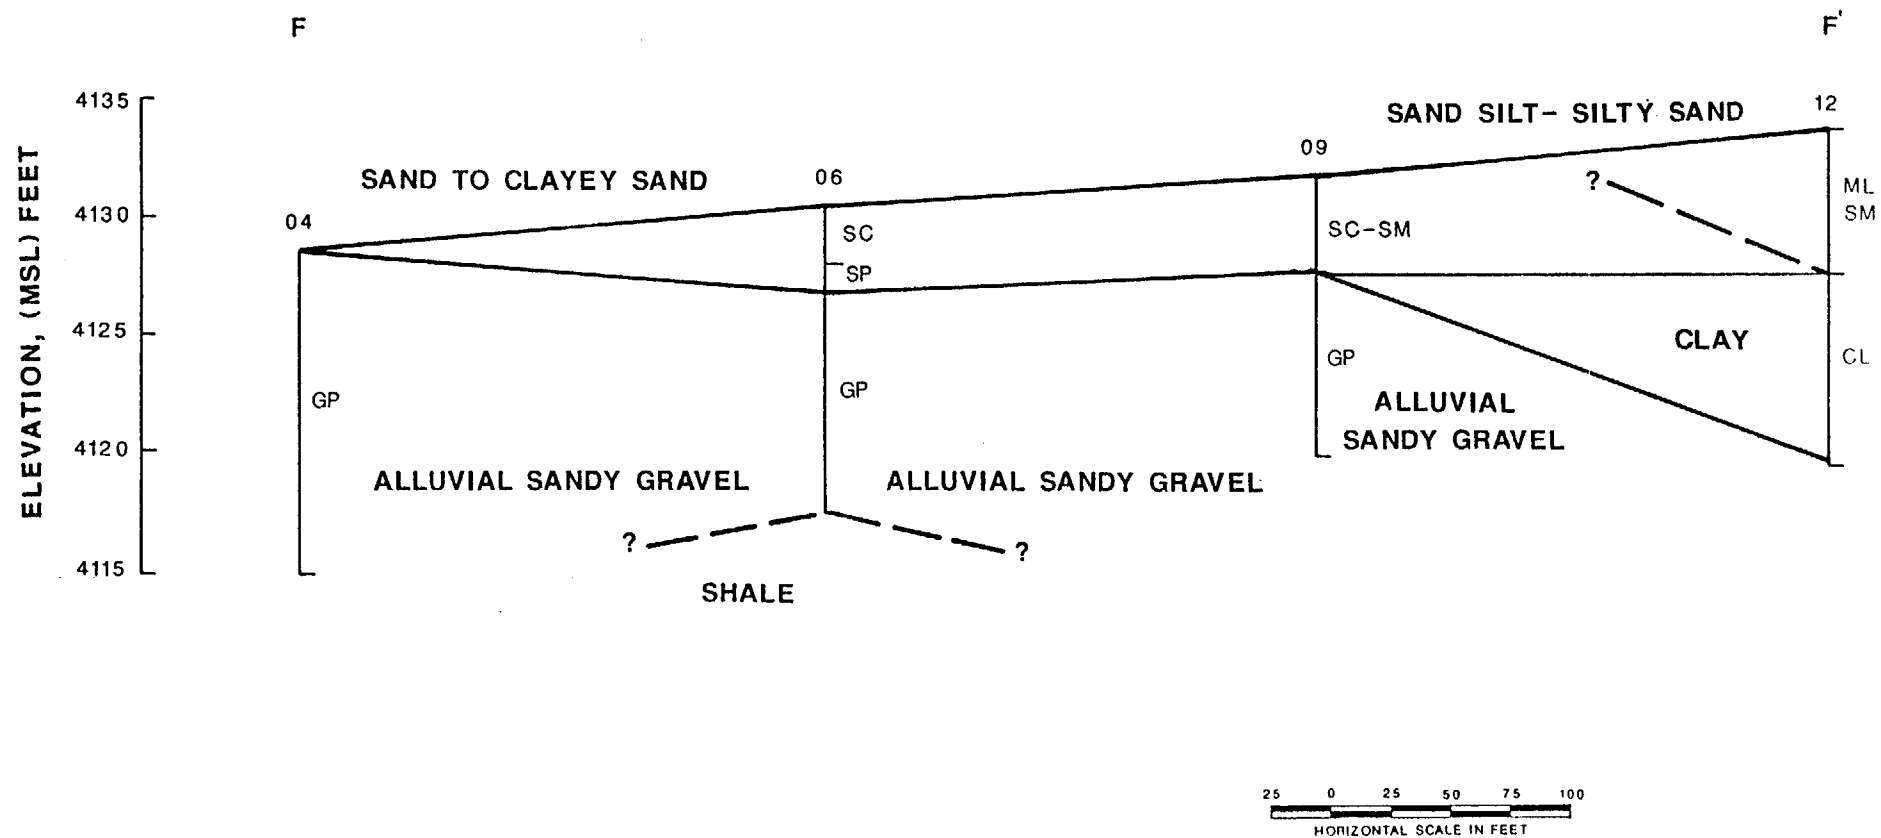 F
F'
ELEVATION, (MSL) FEET
4135
4130
4125
4120
4115
04
SAND TO CLAYEY SAND
06
09
SAND SILT- SILTY SAND
12
?
ML
SM
SC
SP
SC-SM
CLAY
CL
GP
GP
GP
ALLUVIAL
SANDY GRAVEL
ALLUVIAL SANDY GRAVEL
ALLUVIAL SANDY GRAVEL
?
?
SHALE
25 0 25 50 75 100
HORIZONTAL SCALE IN FEET